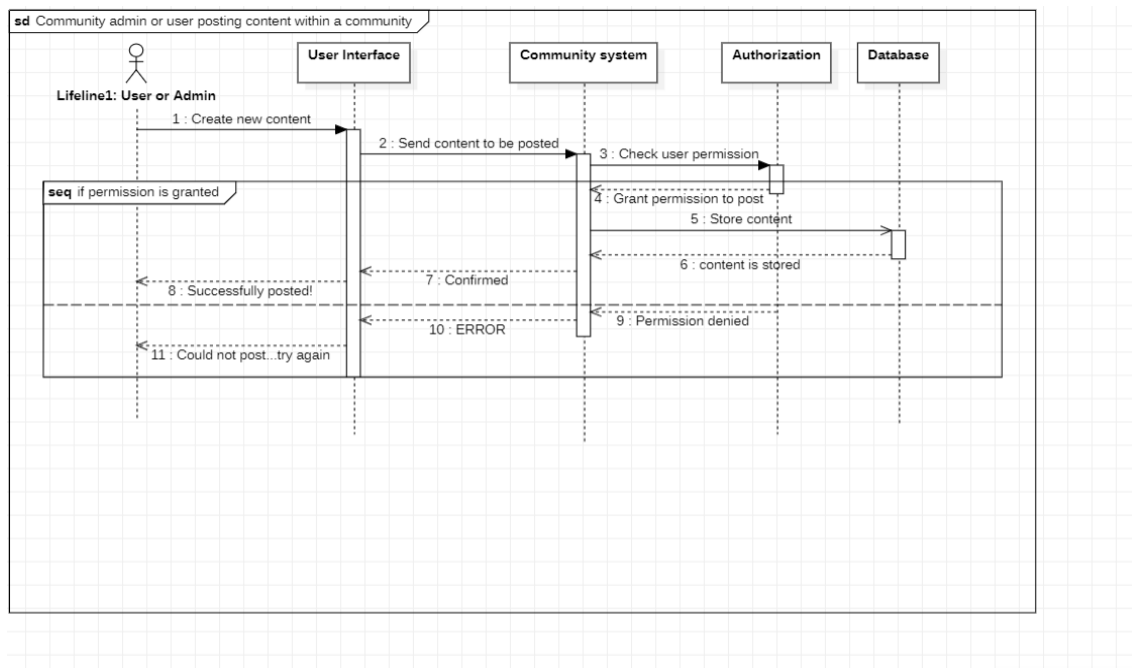 sd Community admin or user posting content within a community
User Interface
Community system
Authorization
Database
Lifeline1: User or Admin
1 : Create new content
2 : Send content to be posted
3 : Check user permission
seq if permission is granted
4 : Grant permission to post
5 : Store content
6 : content is stored
7 : Confirmed
8 : Successfully posted!
9 : Permission denied
10 : ERROR
11 : Could not post...try again